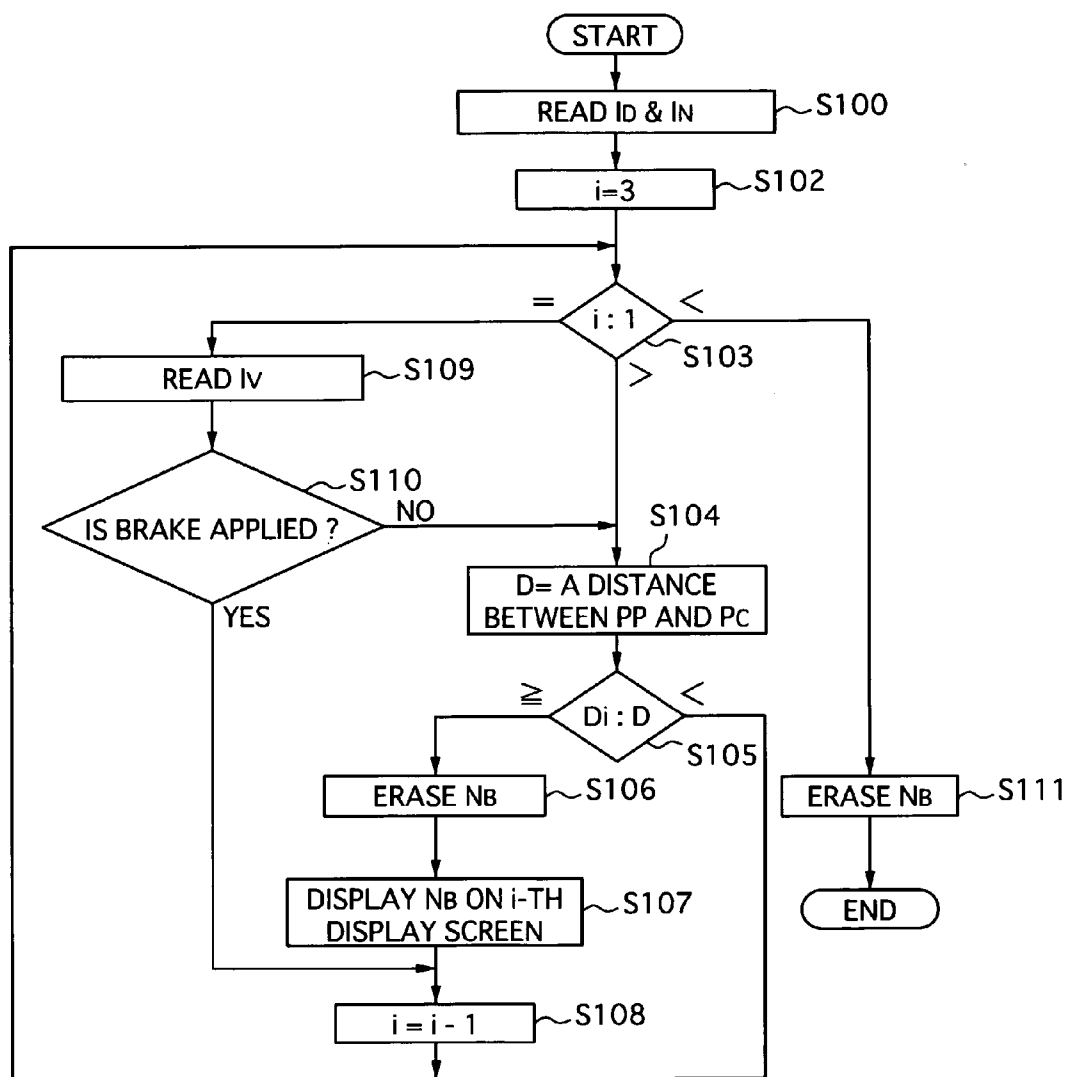 START
READ ID & IN
S100
i=3
S102
=
<
i : 1
S103
>
READ IV
S109
S110
IS BRAKE APPLIED ?
NO
YES
S104
D= A DISTANCE
BETWEEN PP AND PC
≧
<
Di : D
S105
ERASE NB
S106
ERASE NB
S111
DISPLAY NB ON i-TH
DISPLAY SCREEN
S107
END
i = i - 1
S108